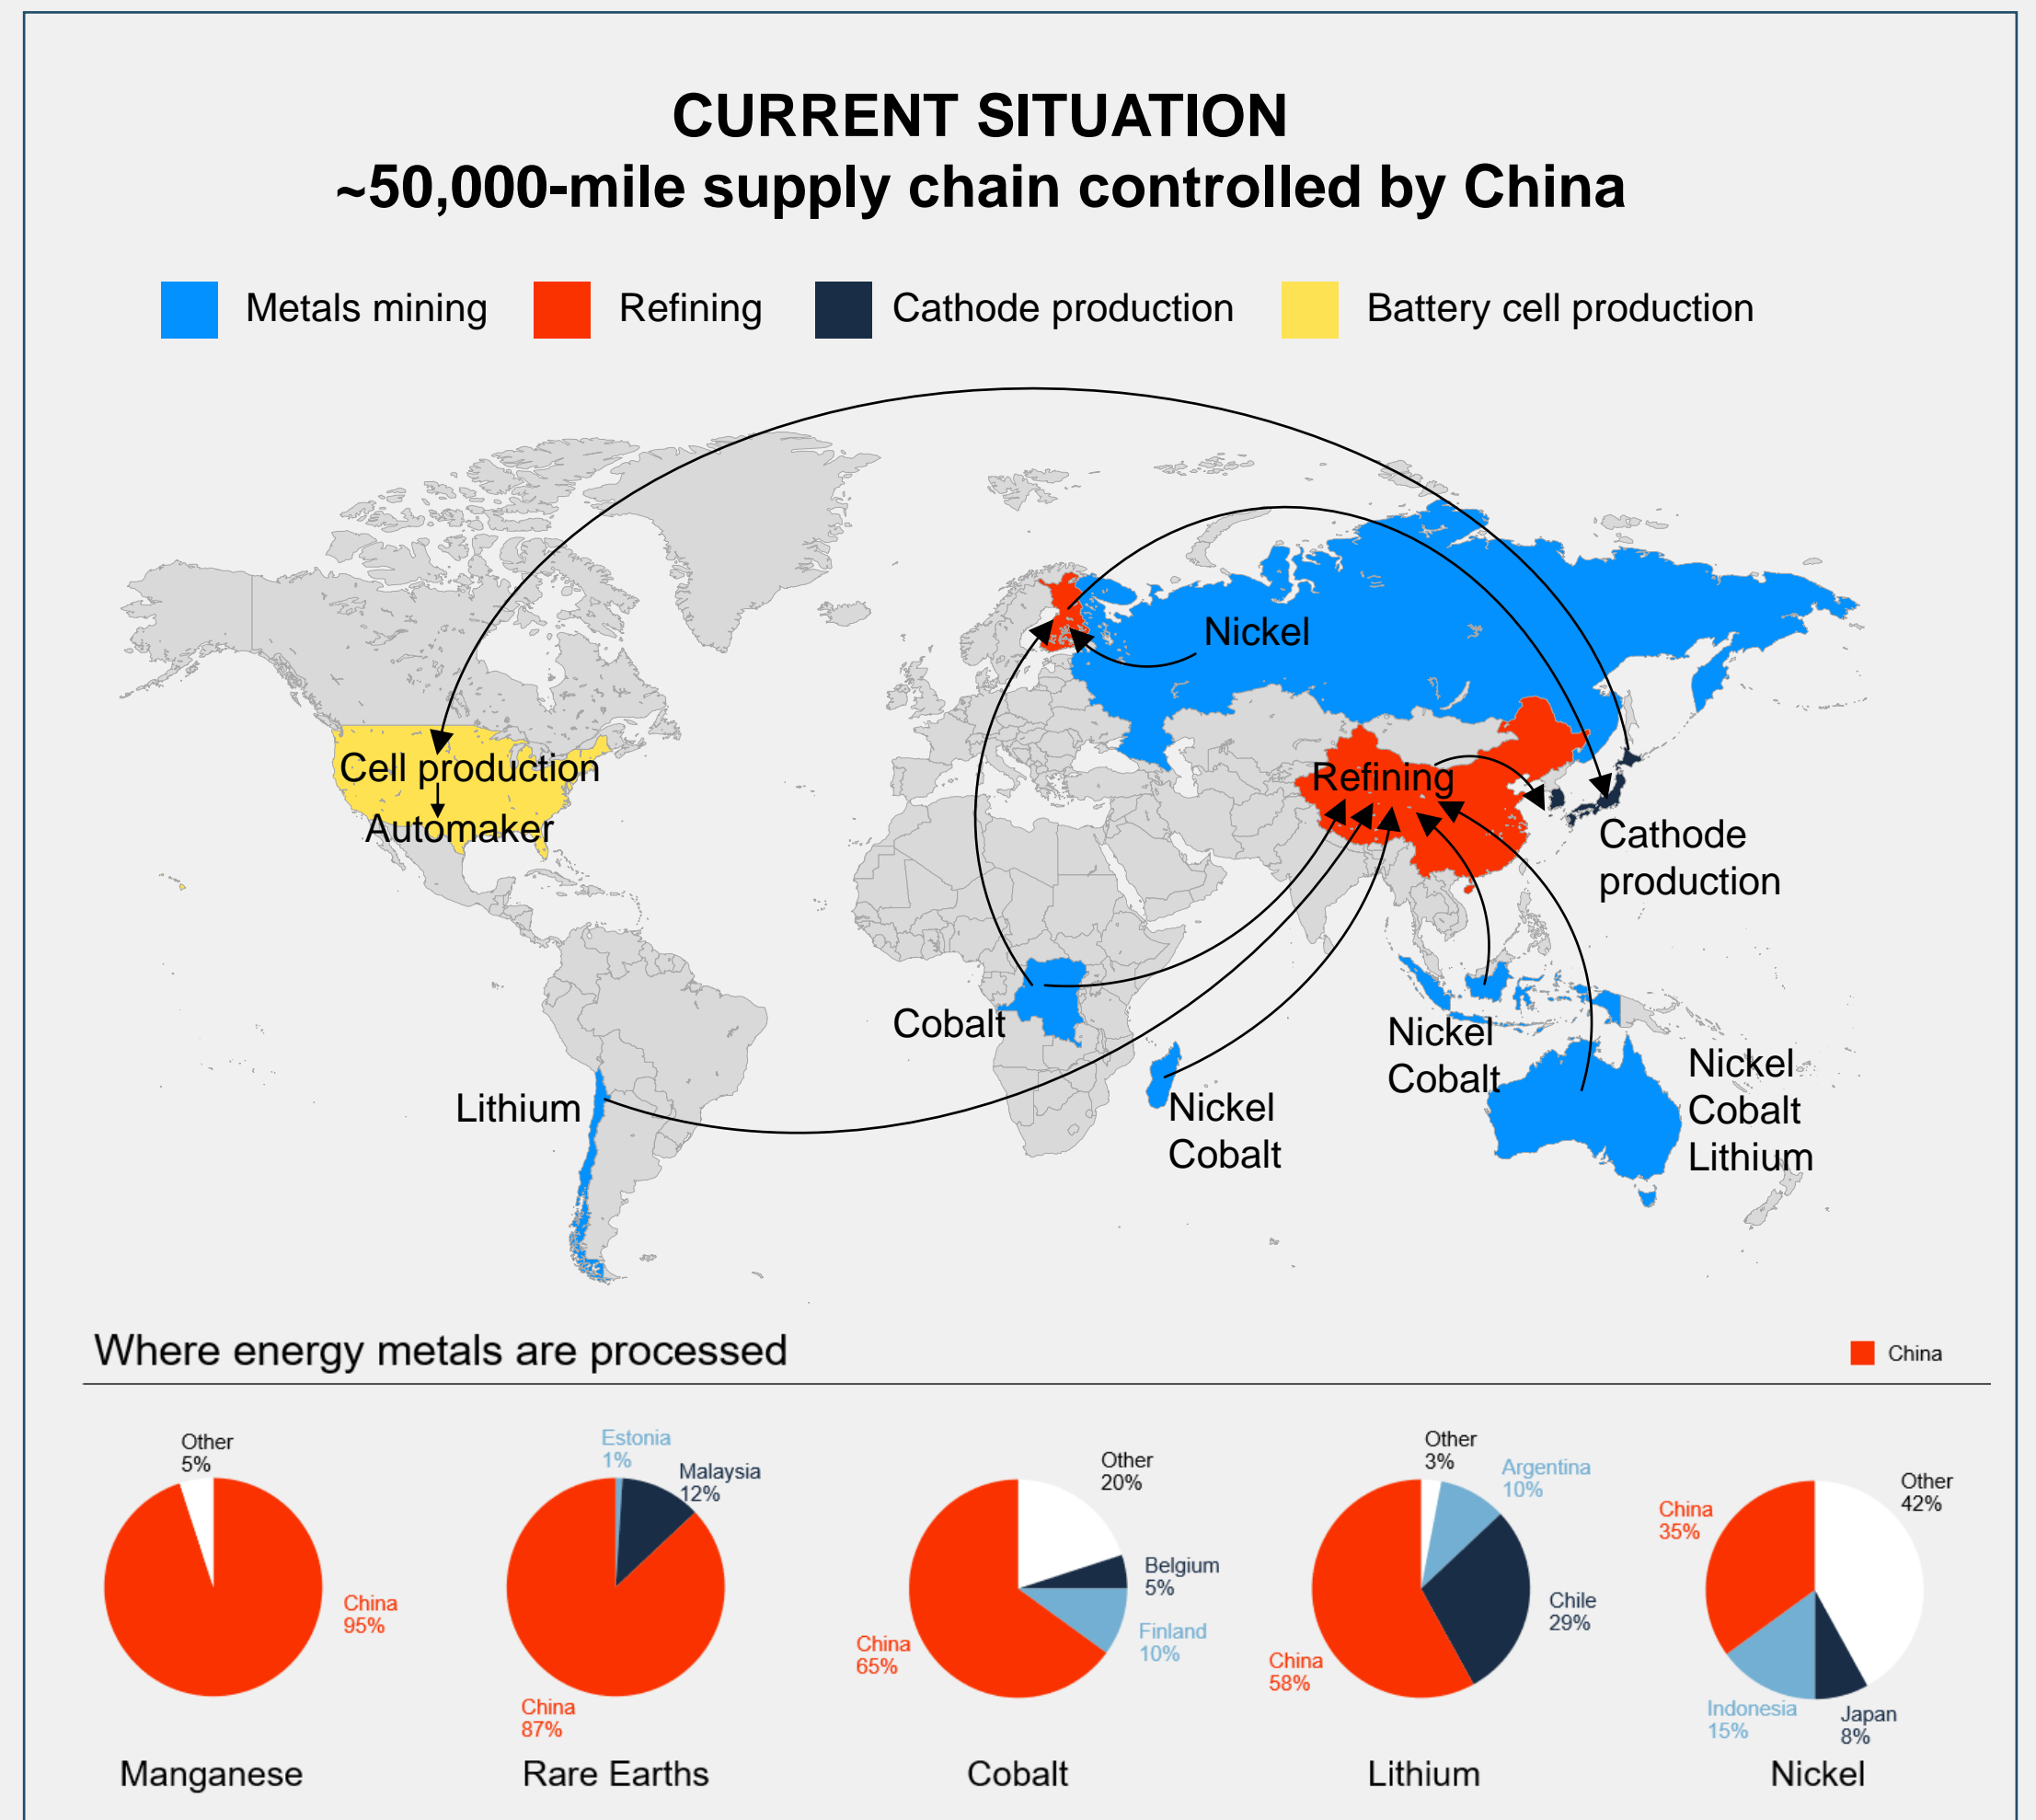 CURRENT SITUATION
~50,000-mile supply chain controlled by China
Metals mining
Refining
Cathode production
Battery cell production
Nickel
Cell production
Automaker
Refining
Cathode
production
Cobalt
Lithium
Nickel
Cobalt
Nickel
Cobalt
Nickel
Cobalt
Lithium
Where energy metals are processed
China
Other
5%
China
95%
Manganese
Estonia
1%
Malaysia
12%
China
87%
Rare Earths
Other
20%
Belgium
5%
Finland
10%
China
65%
Cobalt
Other
3%
Argentina
10%
Chile
29%
China
58%
Lithium
Other
42%
China
35%
Indonesia
15%
Japan
8%
Nickel